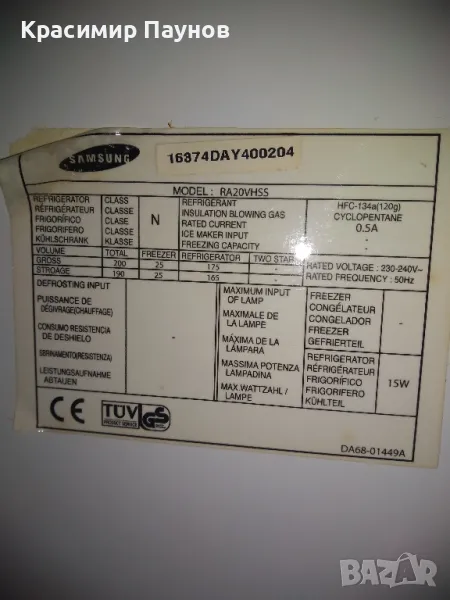 Красимир Паунов
SAMSUNG
16374DAY400204
MODEL : RA20VHSS
REFRIGERATOR CLASS
RÉFRIGÉRATEUR CLASSE
FRIGORÍFICO CLASE
FRIGORIFERO CLASSE
KÜHLSCHRANK KLASSE
N
REFRIGERANT
INSULATION BLOWING GAS
RATED CURRENT
ICE MAKER INPUT
FREEZING CAPACITY
HFC-134a(120g)
CYCLOPENTANE
0.5A
-
-
VOLUME TOTAL FREEZER REFRIGERATOR TWO STAR
GROSS 200 25 175 -
STROAGE 190 25 165 -
RATED VOLTAGE : 230-240V~
RATED FREQUENCY : 50Hz
DEFROSTING INPUT
PUISSANCE DE
DÉGIVRAGE(CHAUFFAGE)
CONSUMO RESISTENCIA
DE DESHIELO
SBRINAMENTO(RESISTENZA)
LEISTUNGSAUFNAHME
ABTAUEN
-
MAXIMUM INPUT
OF LAMP
MAXIMALE DE
LA LAMPE
MÁXIMA DE LA
LÁMPARA
MASSIMA POTENZA
LAMPADINA
MAX.WATTZAHL /
LAMPE
FREEZER
CONGÉLATEUR
CONGELADOR
FREEZER
GEFRIERTEIL
-
REFRIGERATOR
RÉFRIGÉRATEUR
FRIGORÍFICO
FRIGORIFERO
KÜHLTEIL
15W
CE
TÜV
PRODUCT SERVICE
GS
DA68-01449A
BAZAR